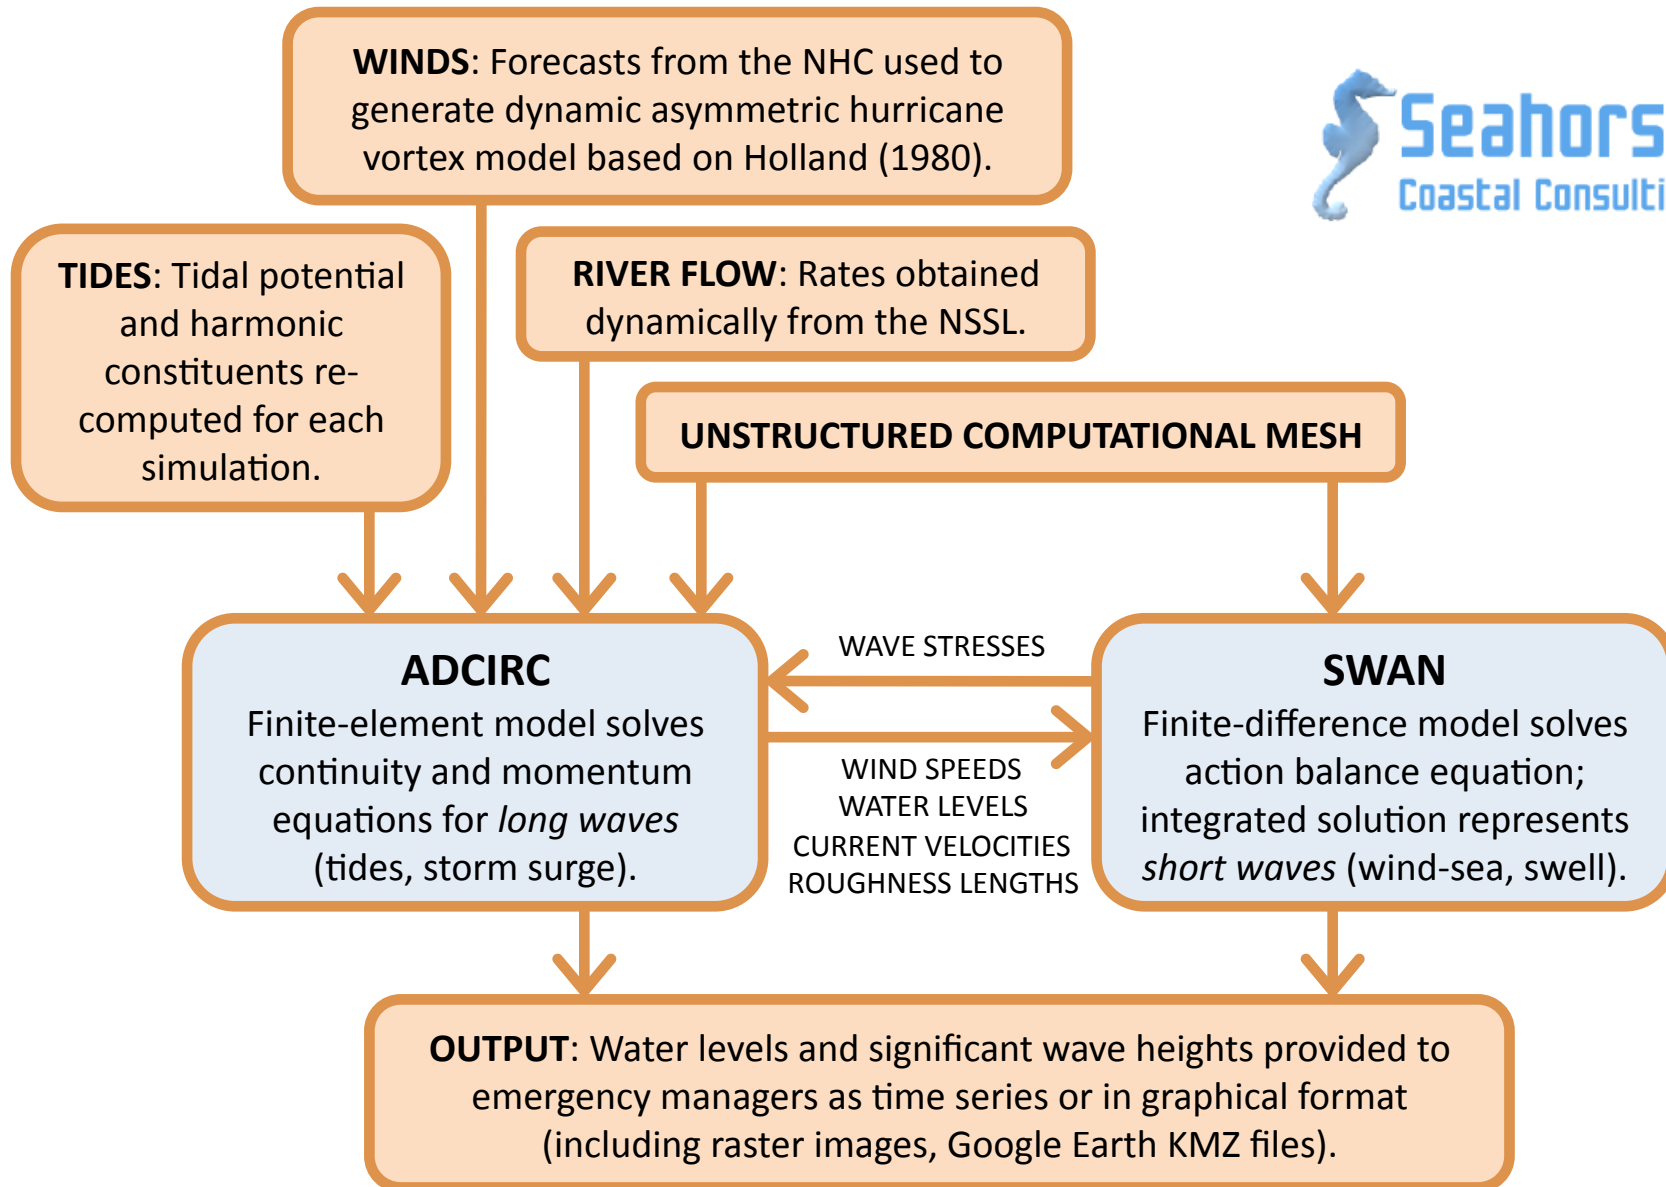 WINDS: Forecasts from the NHC used to
generate dynamic asymmetric hurricane
vortex model based on Holland (1980).
Seahors
Coastal Consulti
TIDES: Tidal potential
and harmonic
constituents re-
computed for each
simulation.
RIVER FLOW: Rates obtained
dynamically from the NSSL.
UNSTRUCTURED COMPUTATIONAL MESH
ADCIRC
Finite-element model solves
continuity and momentum
equations for long waves
(tides, storm surge).
WAVE STRESSES
WIND SPEEDS
WATER LEVELS
CURRENT VELOCITIES
ROUGHNESS LENGTHS
SWAN
Finite-difference model solves
action balance equation;
integrated solution represents
short waves (wind-sea, swell).
OUTPUT: Water levels and significant wave heights provided to
emergency managers as time series or in graphical format
(including raster images, Google Earth KMZ files).